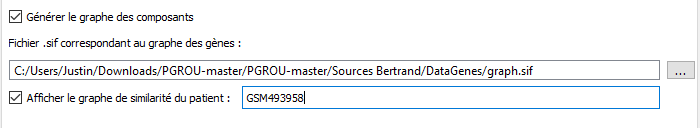 Générer le graphe des composants
Fichier .sif correspondant au graphe des gènes :
C:/Users/Justin/Downloads/PGROU-master/PGROU-master/Sources Bertrand/DataGenes/graph.sif
...
Afficher le graphe de similarité du patient :
GSM493958